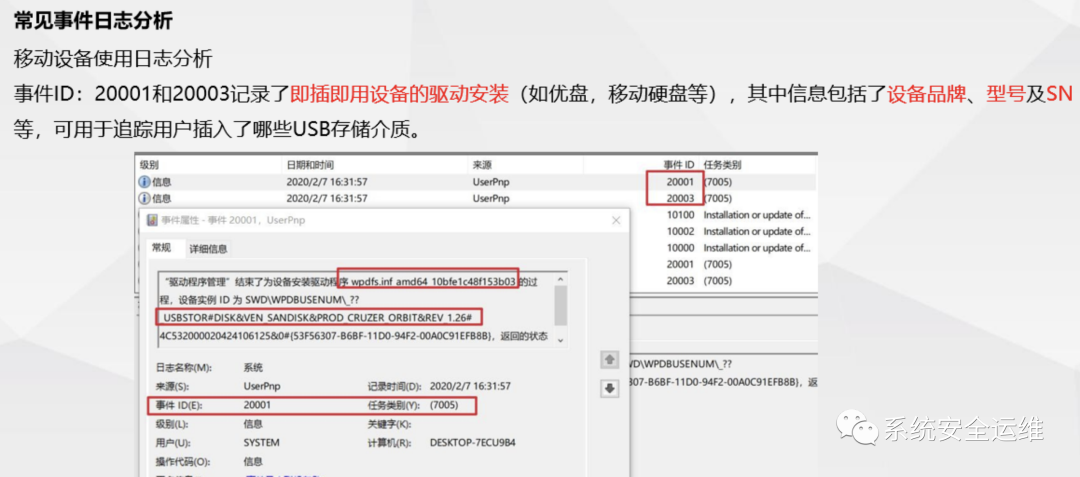 常见事件日志分析
移动设备使用日志分析
事件ID：20001和20003记录了即插即用设备的驱动安装（如优盘，移动硬盘等），其中信息包括了设备品牌、型号及SN
等，可用于追踪用户插入了哪些USB存储介质。
级别 日期和时间 来源 事件 ID 任务类别
信息 2020/2/7 16:31:57 UserPnp 20001 (7005)
信息 2020/2/7 16:31:57 UserPnp 20003 (7005)
10100 Installation or update of...
10002 Installation or update of...
10000 Installation or update of...
20001 (7005)
20003 (7005)
事件属性 - 事件 20001，UserPnp
常规 详细信息
“驱动程序管理”结束了为设备安装驱动程序 wpdfs.inf_amd64_10bfe1c48f153b03 的过
程，设备实例 ID 为 SWD\WPDBUSENUM\_??
_USBSTOR#DISK&VEN_SANDISK&PROD_CRUZER_ORBIT&REV_1.26#
4C532000020424106125&0#{53F56307-B6BF-11D0-94F2-00A0C91EFB8B}，返回的状态
日志名称(M): 系统
来源(S): UserPnp 记录时间(D): 2020/2/7 16:31:57
事件 ID(E): 20001 任务类别(Y): (7005)
级别(L): 信息 关键字(K):
用户(U): SYSTEM 计算机(R): DESKTOP-7ECU9B4
操作代码(O): 信息
VD\WPDBUSENUM\_??
307-B6BF-11D0-94F2-00A0C91EFB8B}，返
系统安全运维